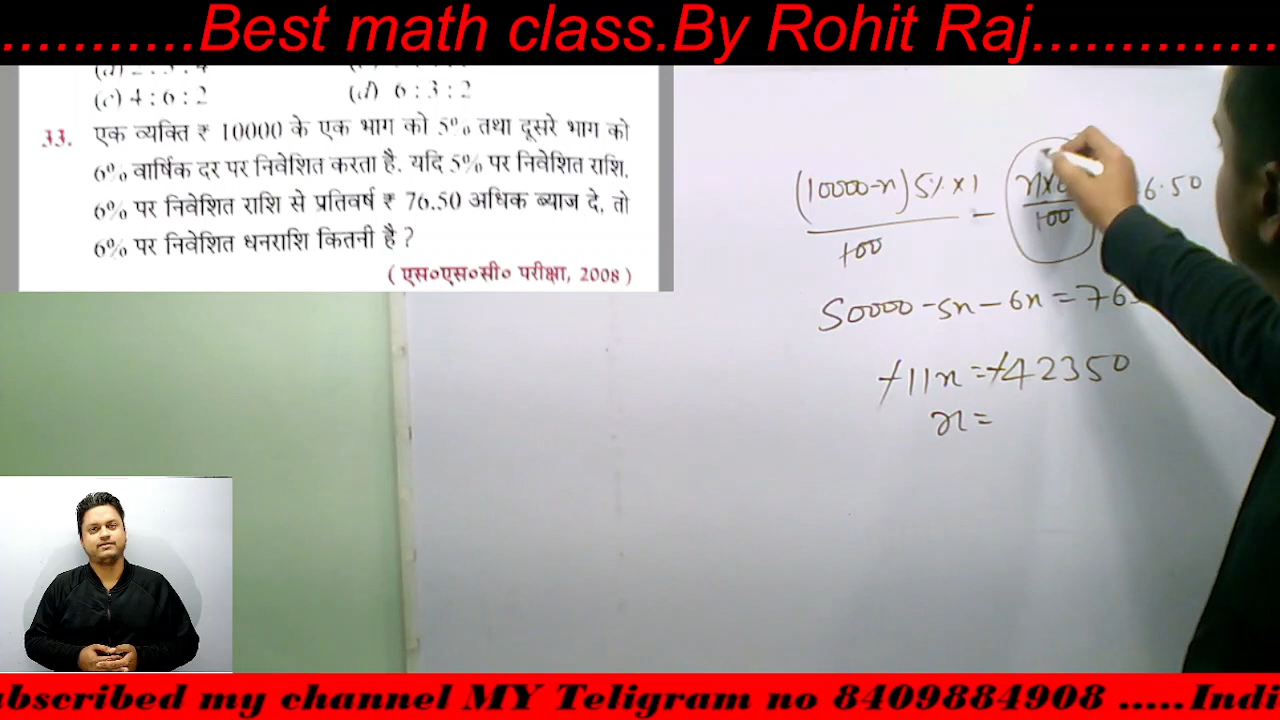 ...........Best math class.By Rohit Raj..............
(c) 4 : 6 : 2 (d) 6 : 3 : 2
33. एक व्यक्ति ₹ 10000 के एक भाग को 5% तथा दूसरे भाग को
6% वार्षिक दर पर निवेशित करता है. यदि 5% पर निवेशित राशि,
6% पर निवेशित राशि से प्रतिवर्ष ₹ 76.50 अधिक ब्याज दे, तो
6% पर निवेशित धनराशि कितनी है ?
( एस०एस०सी० परीक्षा, 2008 )
(10000-x)5% × 1 / 100 - / 100 6.50
50000-5x-6x=76
-11x=-42350
x=
ubscribed my channel MY Teligram no 8409884908 .....Indi